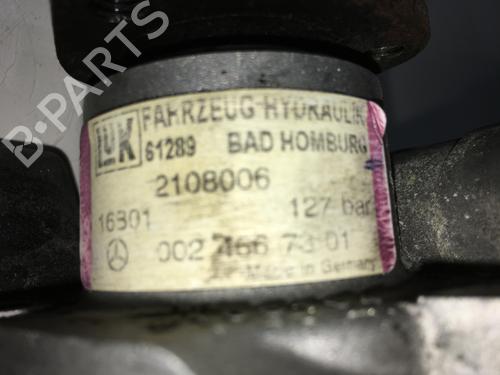 B-PARTS
LUK FAHRZEUG-HYDRAULIK
61289 BAD HOMBURG
2108006
16301 127 bar
002 466 73 01
Made in Germany